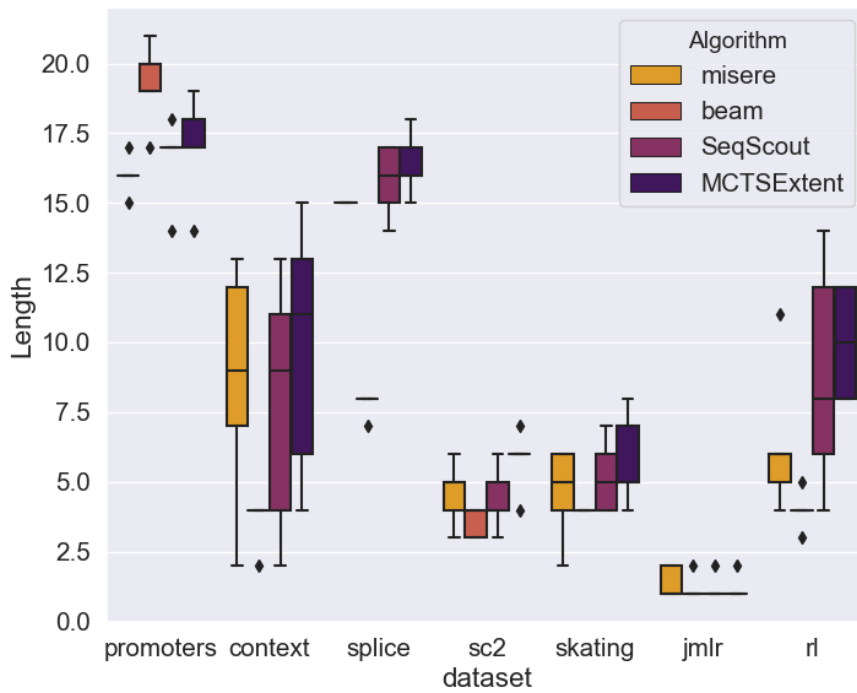 Algorithm
misere
beam
SeqScout
MCTSExtent
Length
20.0
17.5
15.0
12.5
10.0
7.5
5.0
2.5
0.0
promoters context splice sc2 skating jmlr rl
dataset